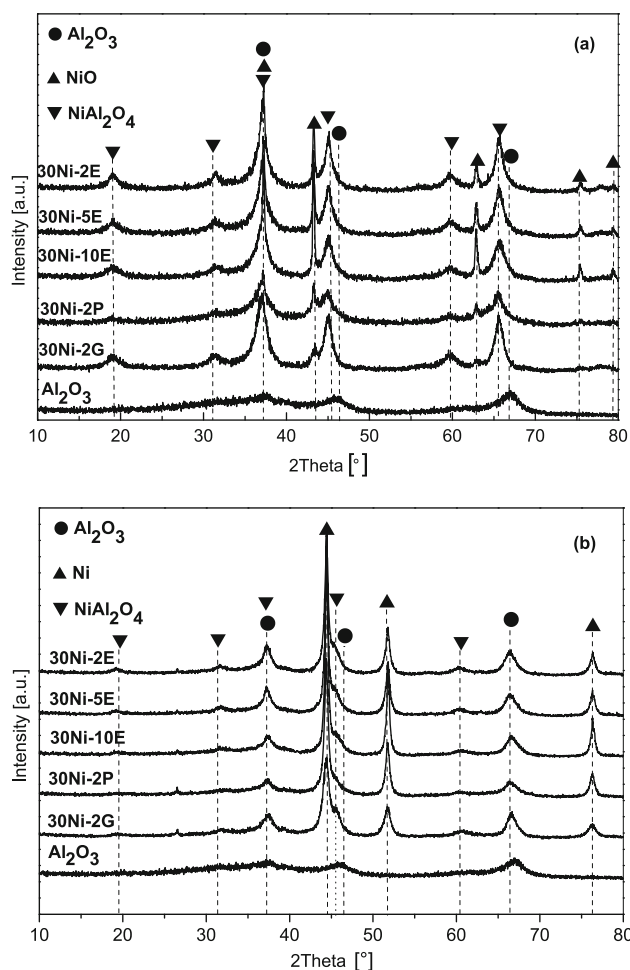 (a)
Al₂O₃
NiO
NiAl₂O₄
30Ni-2E
30Ni-5E
30Ni-10E
30Ni-2P
30Ni-2G
Al₂O₃
Intensity [a.u.]
10 20 30 40 50 60 70 80
2Theta [°]
(b)
Al₂O₃
Ni
NiAl₂O₄
30Ni-2E
30Ni-5E
30Ni-10E
30Ni-2P
30Ni-2G
Al₂O₃
Intensity [a.u.]
10 20 30 40 50 60 70 80
2Theta [°]